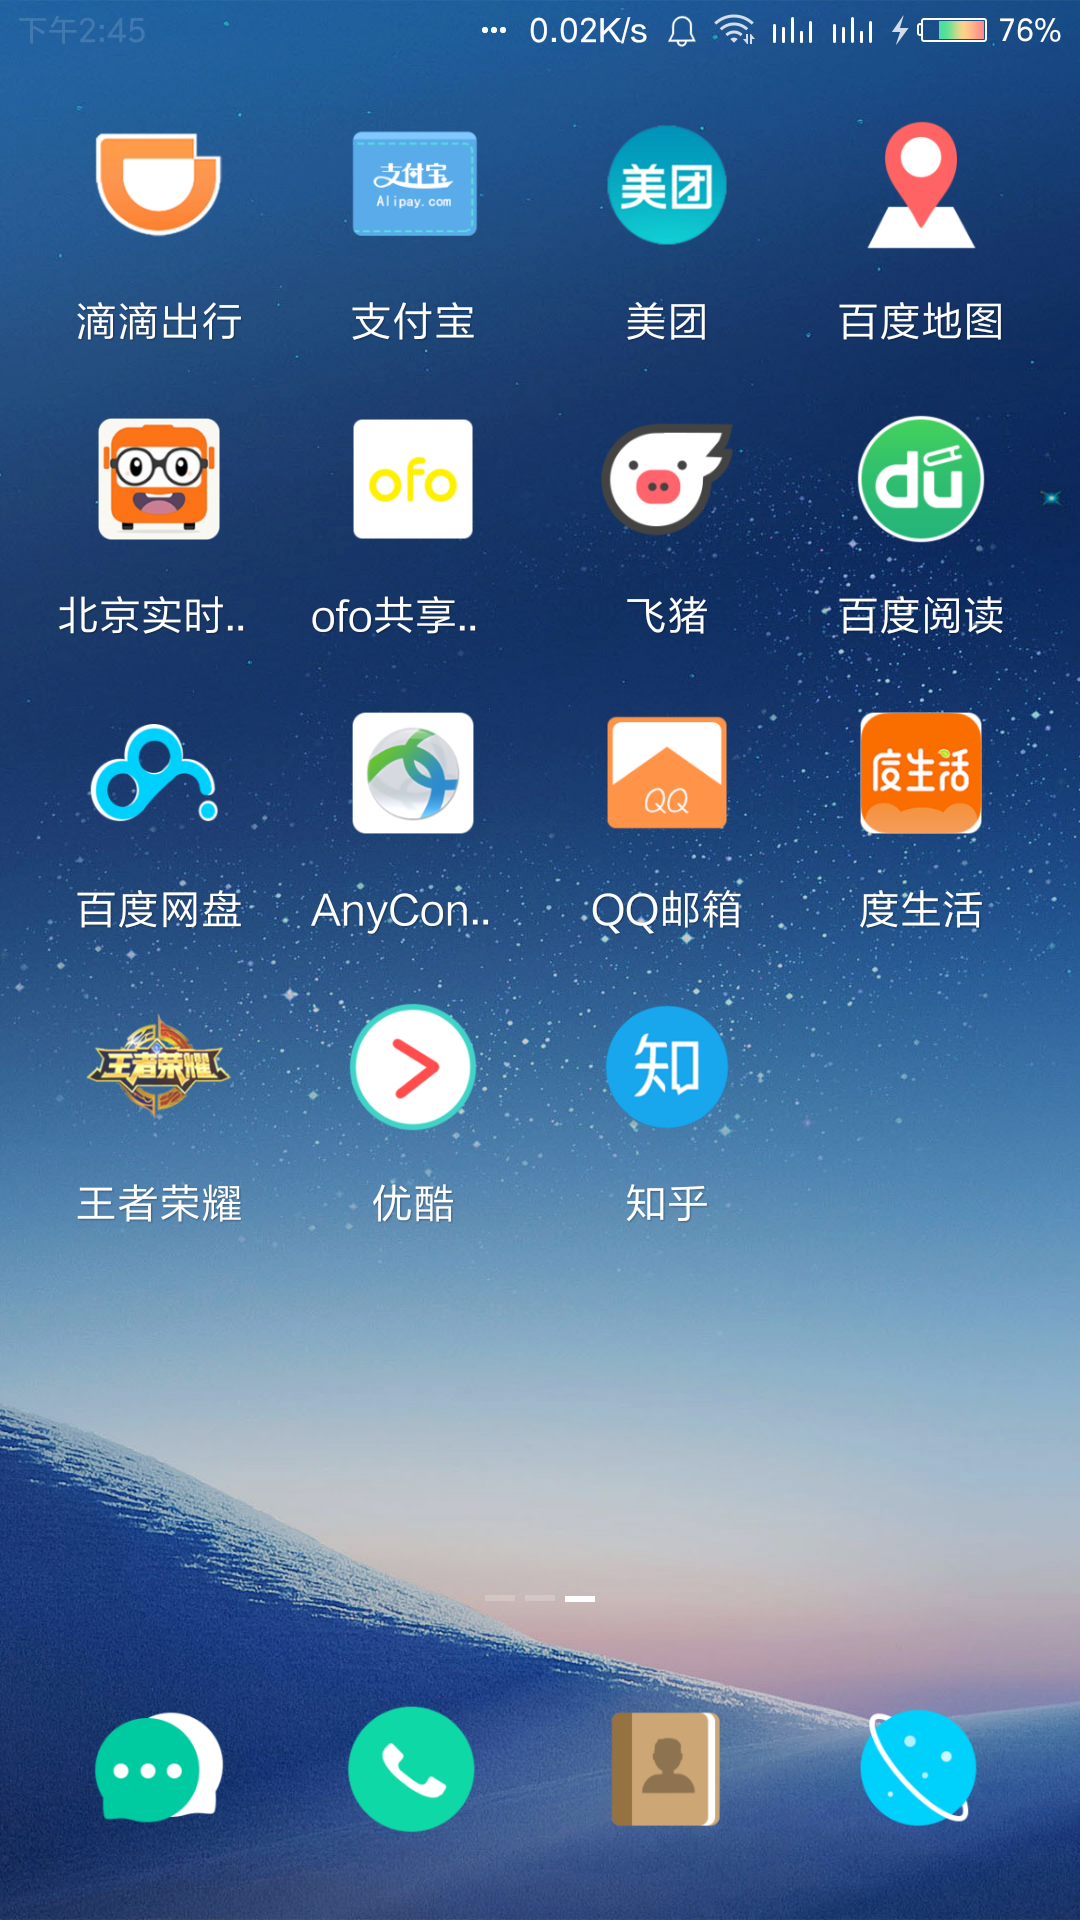 下午2:45 ... 0.02K/s 76%
支付宝
Alipay.com
美团
滴滴出行 支付宝 美团 百度地图
ofo
du
北京实时.. ofo共享.. 飞猪 百度阅读
QQ
度生活
百度网盘 AnyCon.. QQ邮箱 度生活
王者荣耀
知
王者荣耀 优酷 知乎